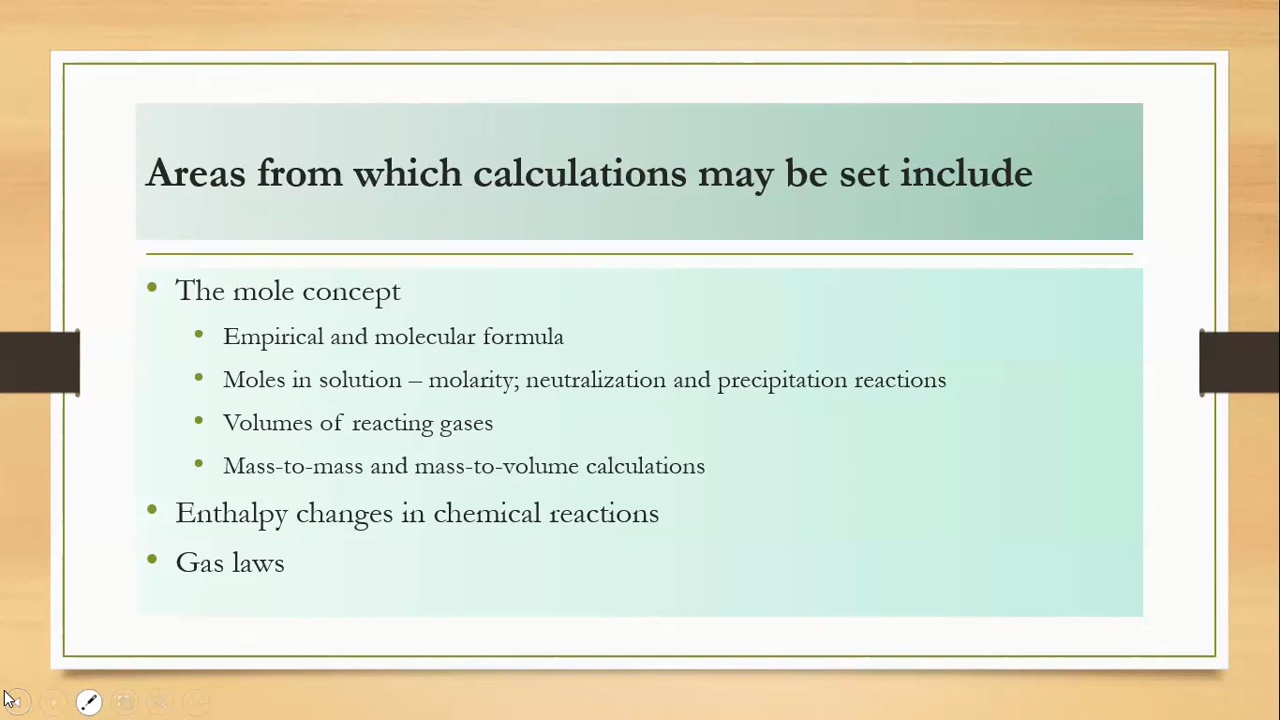 Areas from which calculations may be set include
• The mole concept
• Empirical and molecular formula
• Moles in solution – molarity; neutralization and precipitation reactions
• Volumes of reacting gases
• Mass-to-mass and mass-to-volume calculations
• Enthalpy changes in chemical reactions
• Gas laws